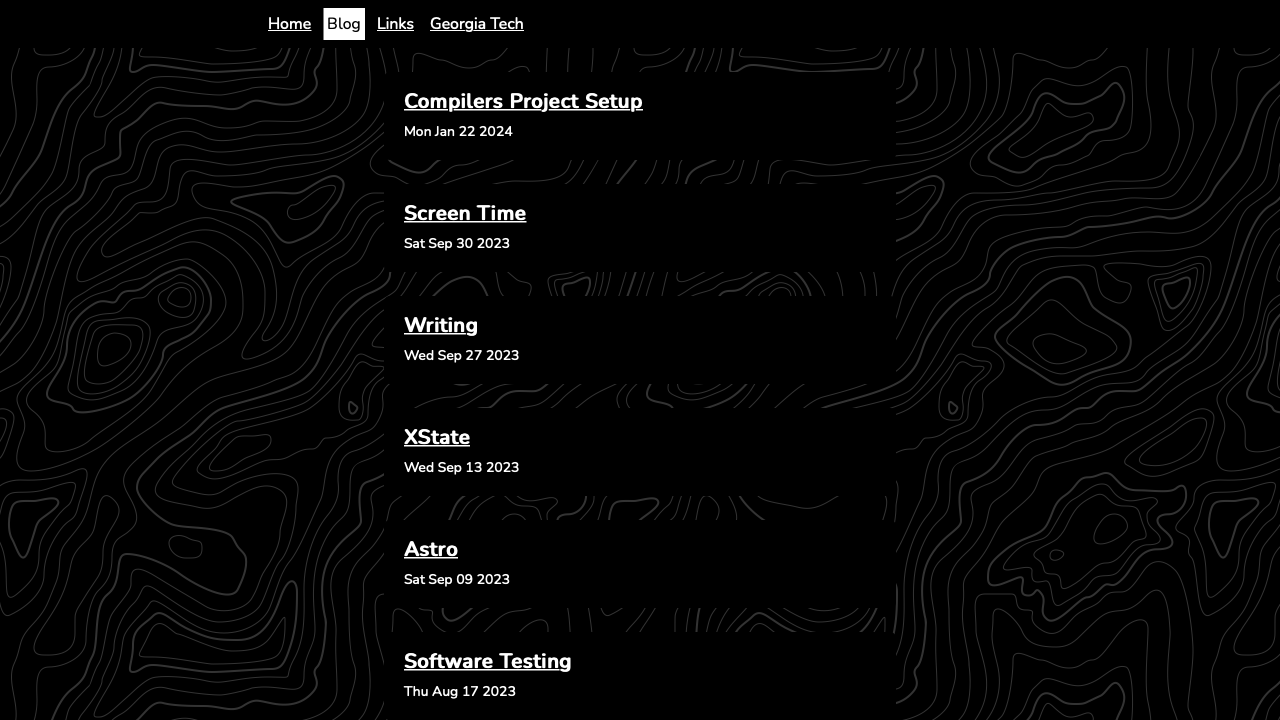 Home Blog Links Georgia Tech
Compilers Project Setup
Mon Jan 22 2024
Screen Time
Sat Sep 30 2023
Writing
Wed Sep 27 2023
XState
Wed Sep 13 2023
Astro
Sat Sep 09 2023
Software Testing
Thu Aug 17 2023